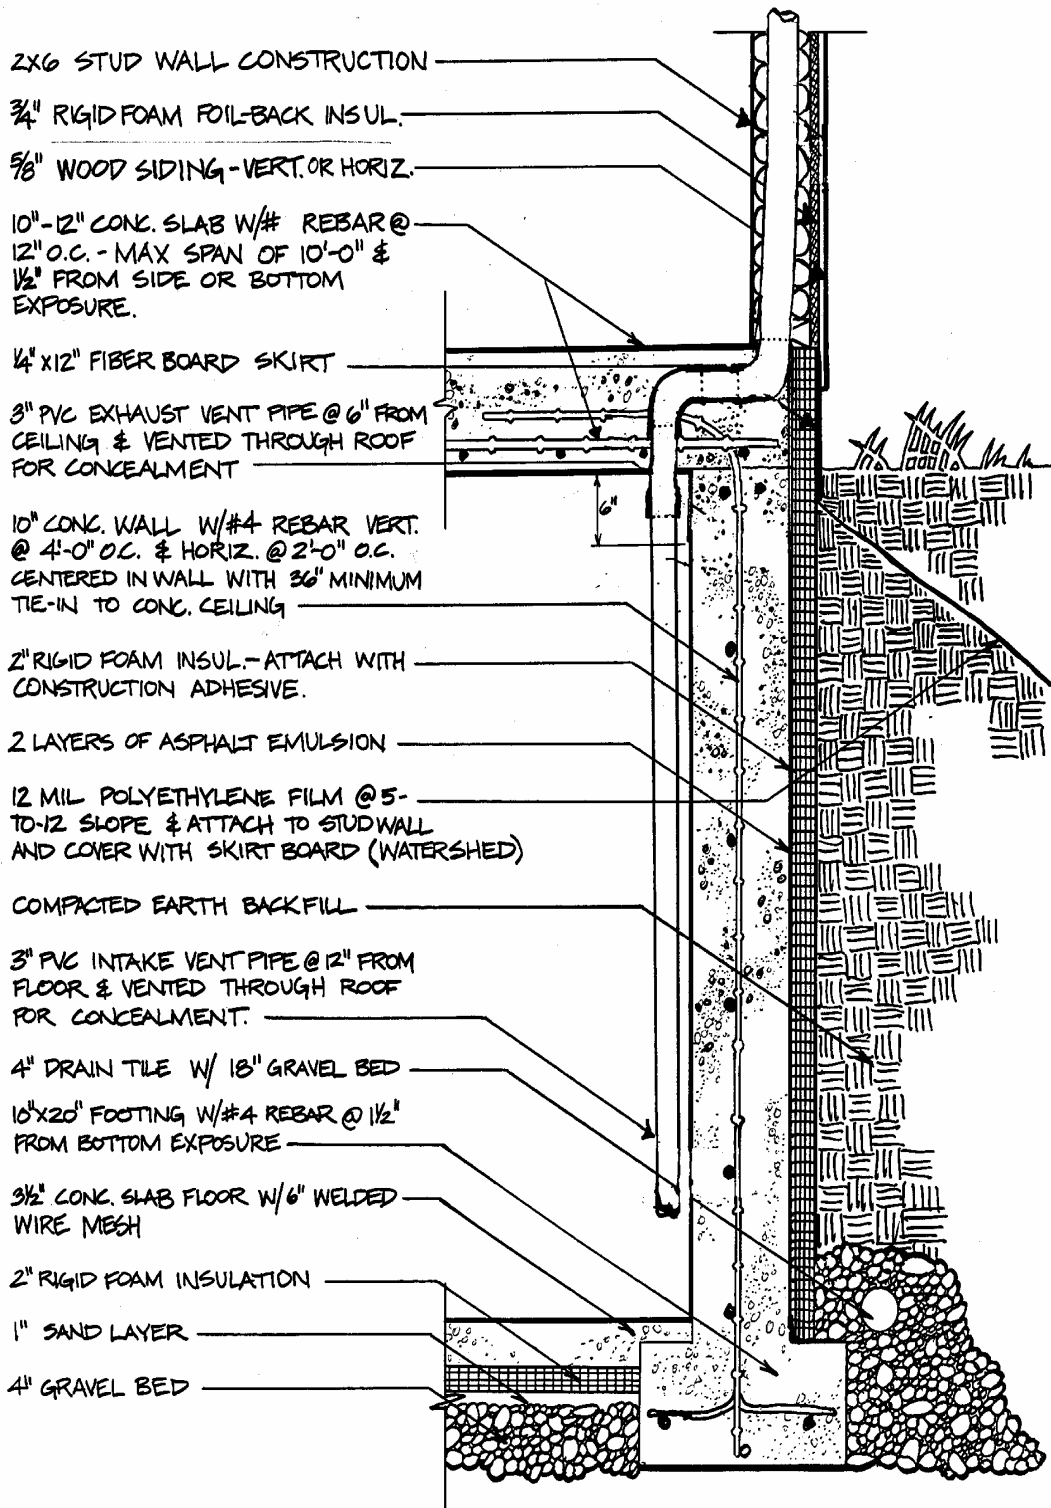 2X6 STUD WALL CONSTRUCTION
3/4" RIGID FOAM FOIL-BACK INSUL.
5/8" WOOD SIDING-VERT. OR HORIZ.
10"-12" CONC. SLAB W/# REBAR @
12" O.C. - MAX SPAN OF 10'-0" &
1 1/2" FROM SIDE OR BOTTOM
EXPOSURE.
1/4" X12" FIBER BOARD SKIRT
3" PVC EXHAUST VENT PIPE @ 6" FROM
CEILING & VENTED THROUGH ROOF
FOR CONCEALMENT
6"
10" CONC. WALL W/#4 REBAR VERT.
@ 4'-0" O.C. & HORIZ. @ 2'-0" O.C.
CENTERED IN WALL WITH 36" MINIMUM
TIE-IN TO CONC. CEILING
2" RIGID FOAM INSUL.-ATTACH WITH
CONSTRUCTION ADHESIVE.
2 LAYERS OF ASPHALT EMULSION
12 MIL POLYETHYLENE FILM @ 5-
TO-12 SLOPE & ATTACH TO STUD WALL
AND COVER WITH SKIRT BOARD (WATERSHED)
COMPACTED EARTH BACKFILL
3" PVC INTAKE VENT PIPE @ 12" FROM
FLOOR & VENTED THROUGH ROOF
FOR CONCEALMENT.
4" DRAIN TILE W/ 18" GRAVEL BED
10"X20" FOOTING W/#4 REBAR @ 1 1/2"
FROM BOTTOM EXPOSURE
3 1/2" CONC. SLAB FLOOR W/6" WELDED
WIRE MESH
2" RIGID FOAM INSULATION
1" SAND LAYER
4" GRAVEL BED